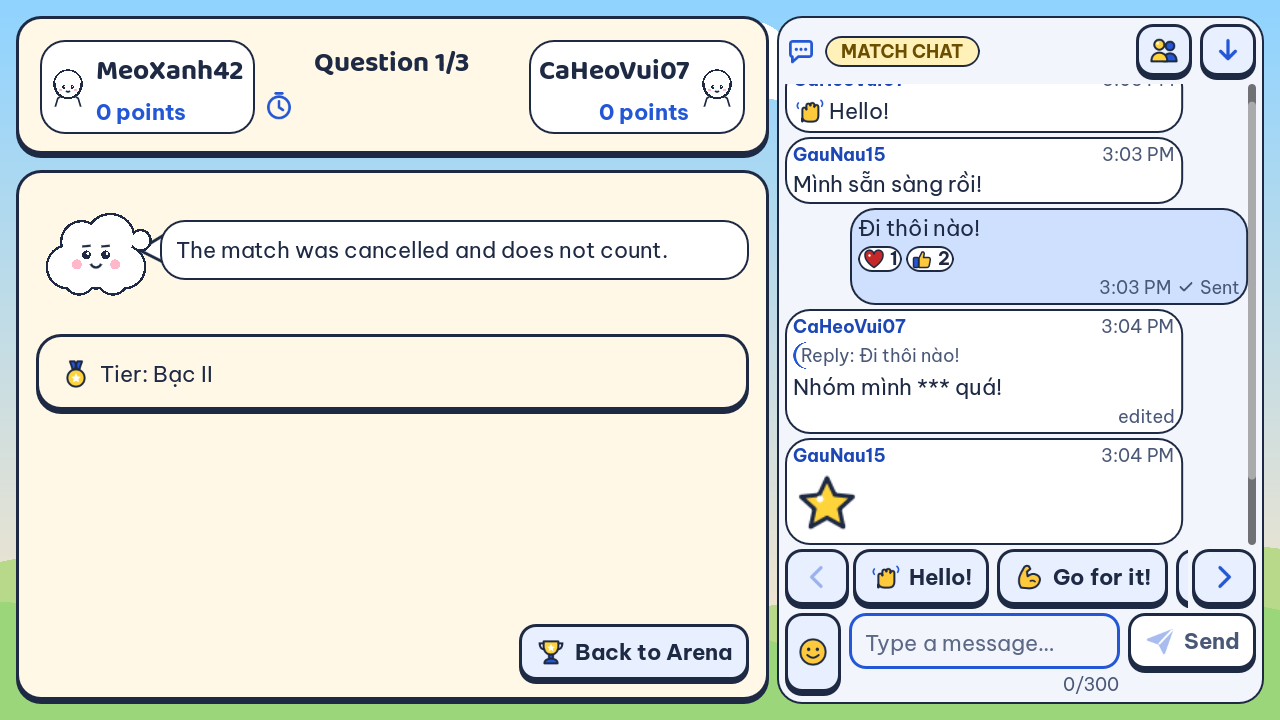 MeoXanh42
0 points
Question 1/3
CaHeoVui07
0 points
The match was cancelled and does not count.
Tier: Bạc II
Back to Arena
MATCH CHAT
Hello!
GauNau15 3:03 PM
Mình sẵn sàng rồi!
Đi thôi nào!
1 2
3:03 PM Sent
CaHeoVui07 3:04 PM
Reply: Đi thôi nào!
Nhóm mình *** quá!
edited
GauNau15 3:04 PM
Hello! Go for it!
Type a message... Send
0/300